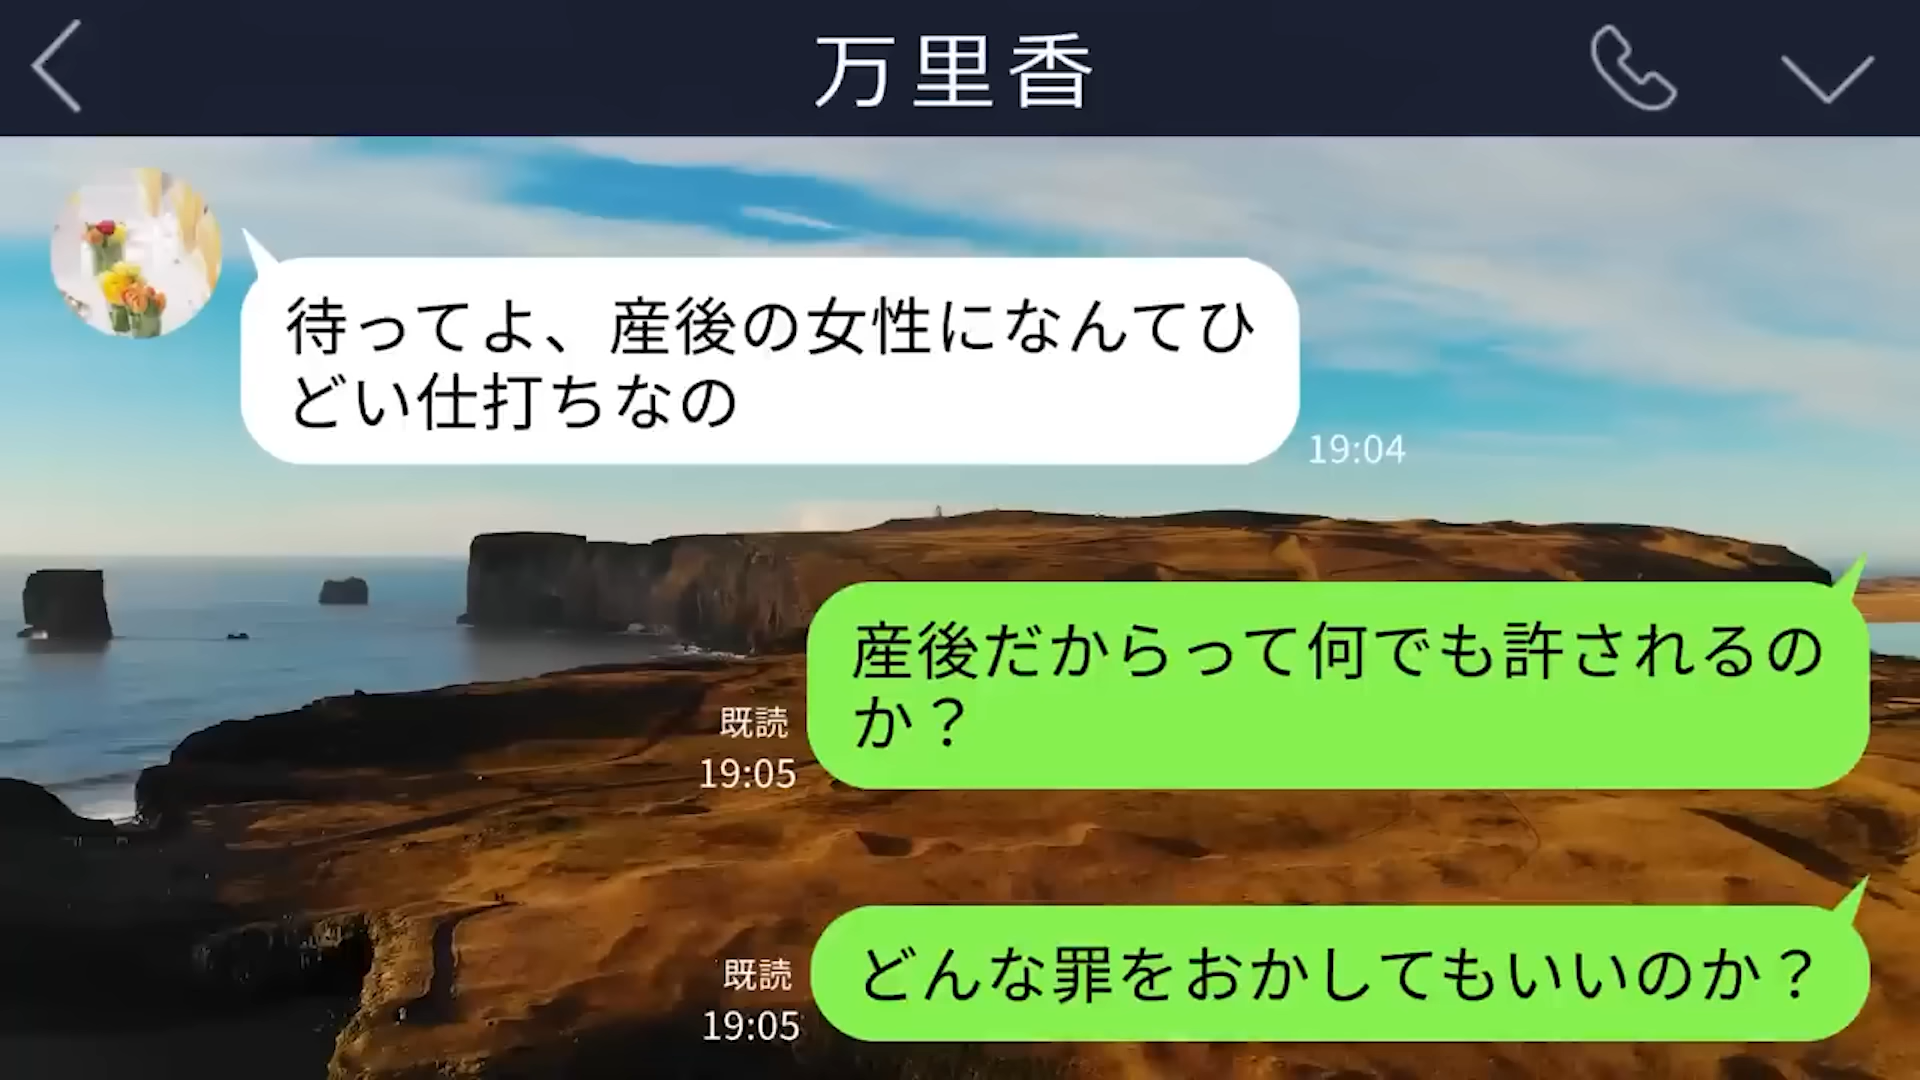 万里香
待ってよ、産後の女性になんてひ
どい仕打ちなの
19:04
産後だからって何でも許されるの
か？
既読
19:05
どんな罪をおかしてもいいのか？
既読
19:05